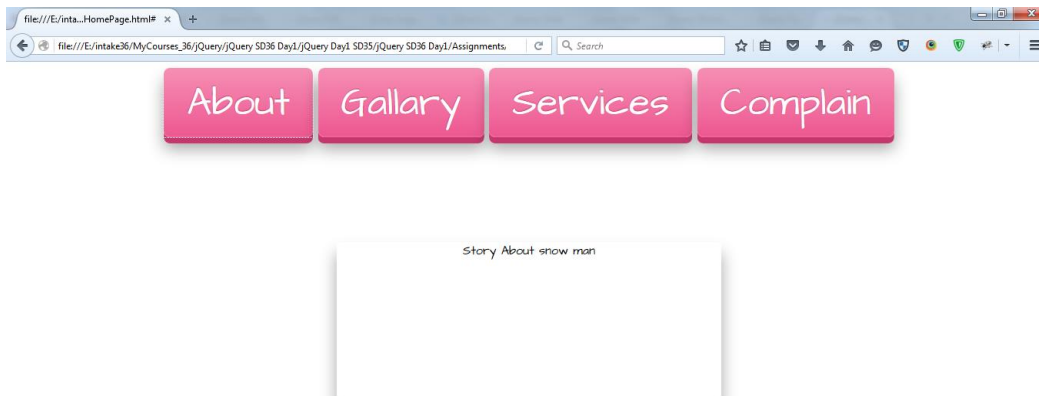 file:///E:/inta...HomePage.html#
file:///E:/intake36/MyCourses_36/jQuery/jQuery SD36 Day1/jQuery Day1 SD35/jQuery SD36 Day1/Assignments/
Search
About Gallary Services Complain
Story About snow man